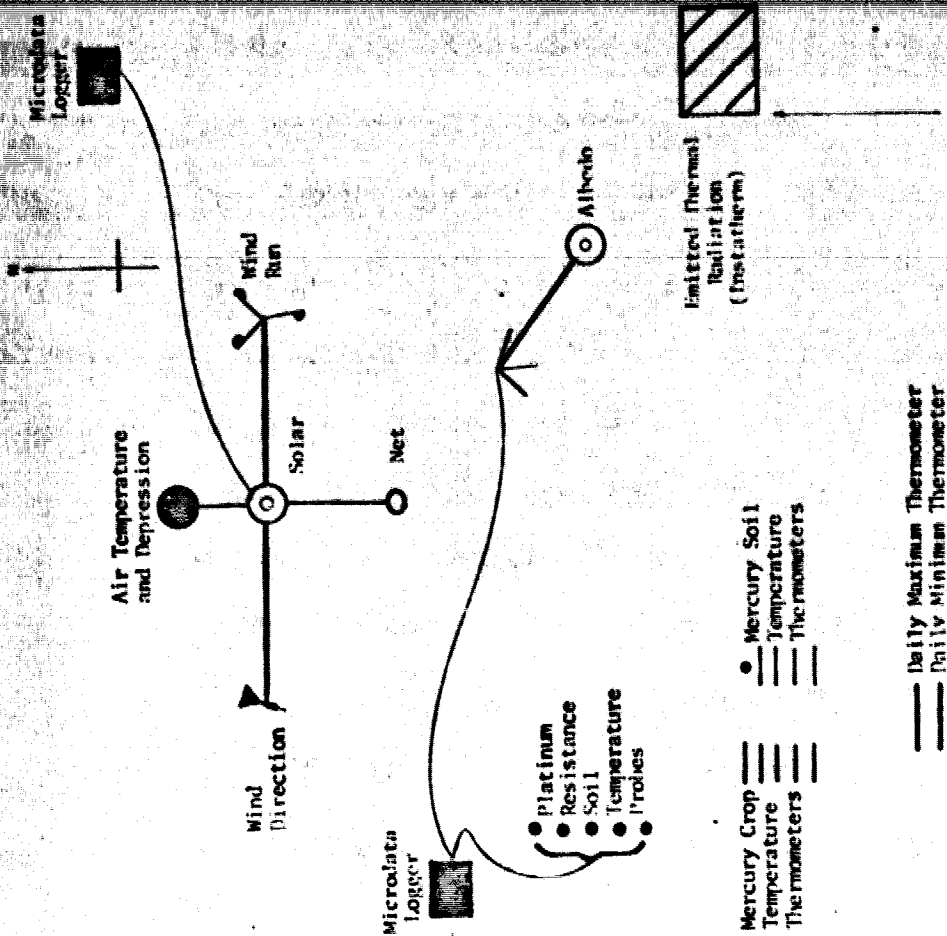 Microdata
Logger
Wind
Run
Air Temperature
and Depression
Solar
Net
Wind
Direction
Albedo
Emitted Thermal
Radiation
(Instatherm)
Microdata
Logger
Platinum
Resistance
Soil
Temperature
Probes
Mercury Soil
Temperature
Thermometers
Mercury Crop
Temperature
Thermometers
Daily Maximum Thermometer
Daily Minimum Thermometer